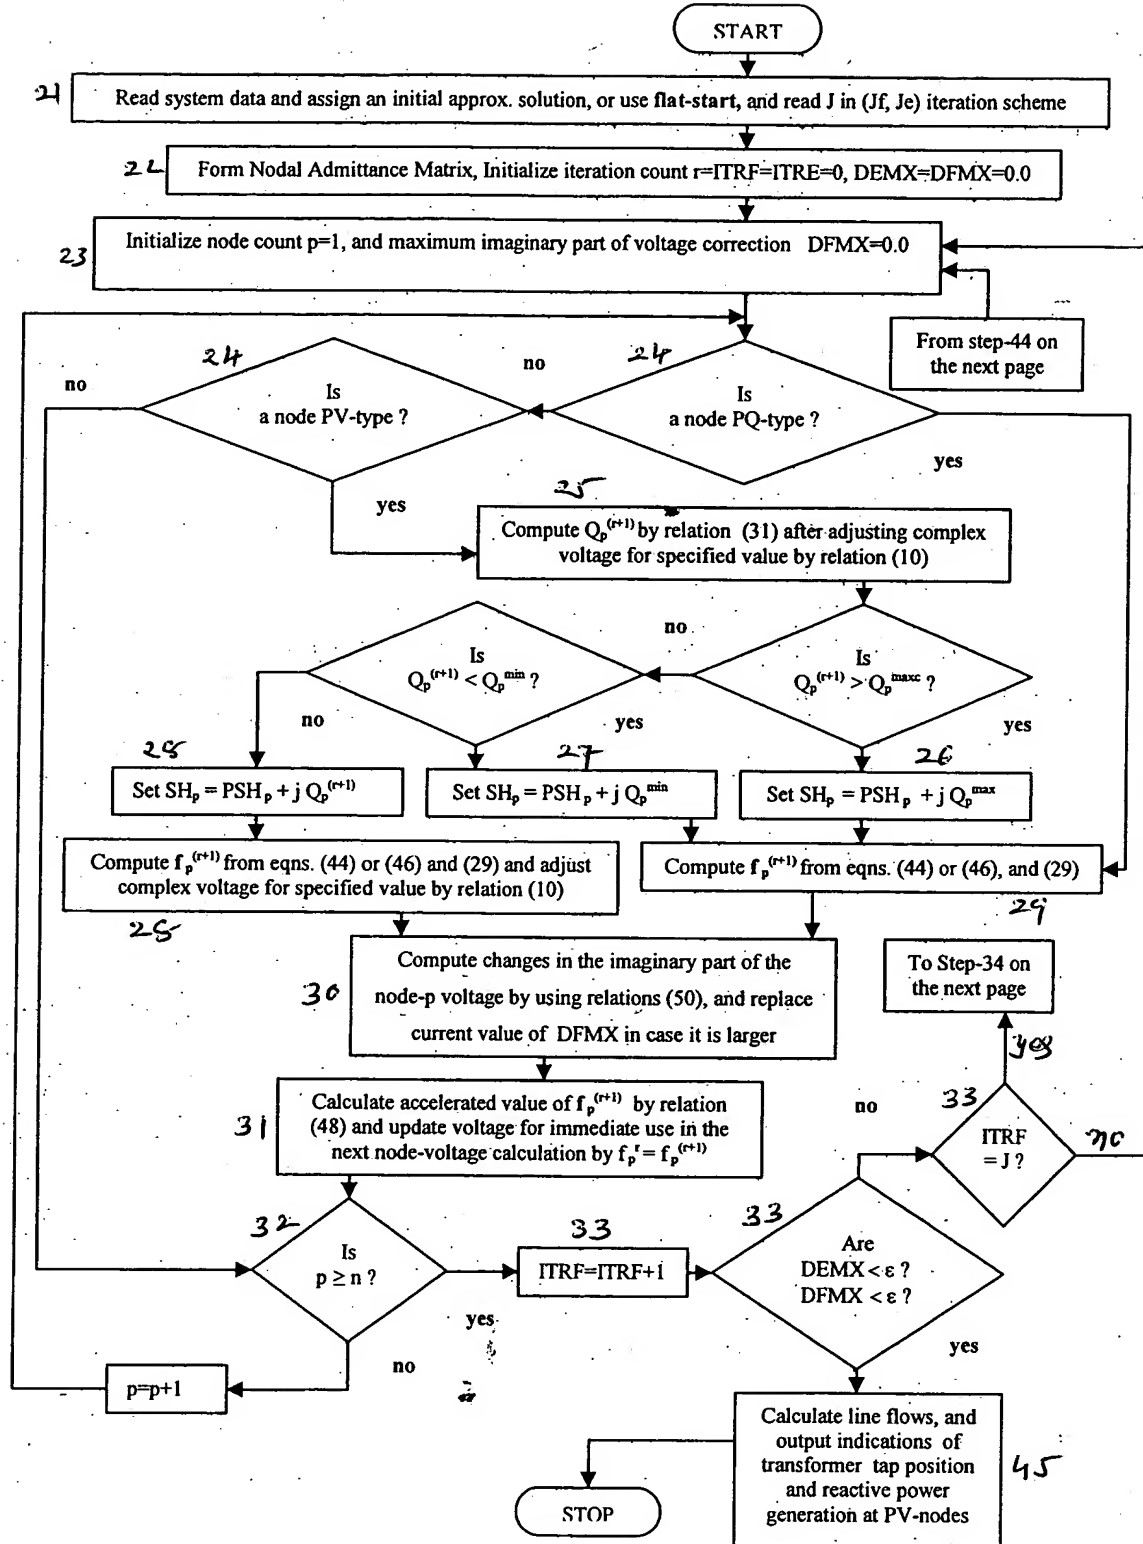 START
21
Read system data and assign an initial approx. solution, or use flat-start, and read J in (Jf, Je) iteration scheme
22
Form Nodal Admittance Matrix, Initialize iteration count r=ITRF=ITRE=0, DEMX=DFMX=0.0
23
Initialize node count p=1, and maximum imaginary part of voltage correction DFMX=0.0
From step-44 on
the next page
24
no
24
no
Is
a node PV-type ?
Is
a node PQ-type ?
yes
yes
25
Compute Qp^(r+1) by relation (31) after adjusting complex
voltage for specified value by relation (10)
no
Is
Qp^(r+1) < Qp^min ?
Is
Qp^(r+1) > Qp^maxc ?
no
yes
yes
28
27
26
Set SHp = PSHp + j Qp^(r+1)
Set SHp = PSHp + j Qp^min
Set SHp = PSHp + j Qp^max
Compute fp^(r+1) from eqns. (44) or (46) and (29) and adjust
complex voltage for specified value by relation (10)
Compute fp^(r+1) from eqns. (44) or (46), and (29)
28
29
30
Compute changes in the imaginary part of the
node-p voltage by using relations (50), and replace
current value of DFMX in case it is larger
To Step-34 on
the next page
yes
31
Calculate accelerated value of fp^(r+1) by relation
(48) and update voltage for immediate use in the
next node-voltage calculation by fp^r = fp^(r+1)
no
33
ITRF
= J ?
no
32
Is
p ≥ n ?
33
ITRF=ITRF+1
33
Are
DEMX < ε ?
DFMX < ε ?
yes
yes
no
p=p+1
Calculate line flows, and
output indications of
transformer tap position
and reactive power
generation at PV-nodes
45
STOP